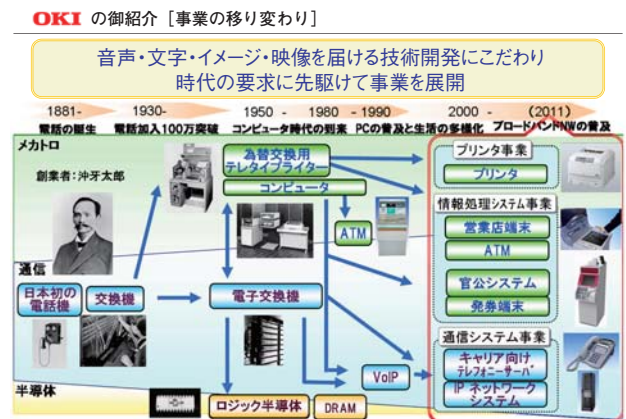 OKI の御紹介［事業の移り変わり］
音声・文字・イメージ・映像を届ける技術開発にこだわり
時代の要求に先駆けて事業を展開
1881- 1930- 1950 - 1980 - 1990 2000 - (2011)
電話の誕生 電話加入100万突破 コンピュータ時代の到来 PCの普及と生活の多様化 ブロードバンドNWの普及
メカトロ
創業者：沖牙太郎
為替交換用
テレタイプライター
コンピュータ
ATM
プリンタ事業
プリンタ
情報処理システム事業
営業店端末
ATM
官公システム
発券端末
通信
日本初の
電話機
交換機
電子交換機
通信システム事業
キャリア向け
テレフォニーサーバ
IP ネットワーク
システム
VoIP
半導体
ロジック半導体
DRAM